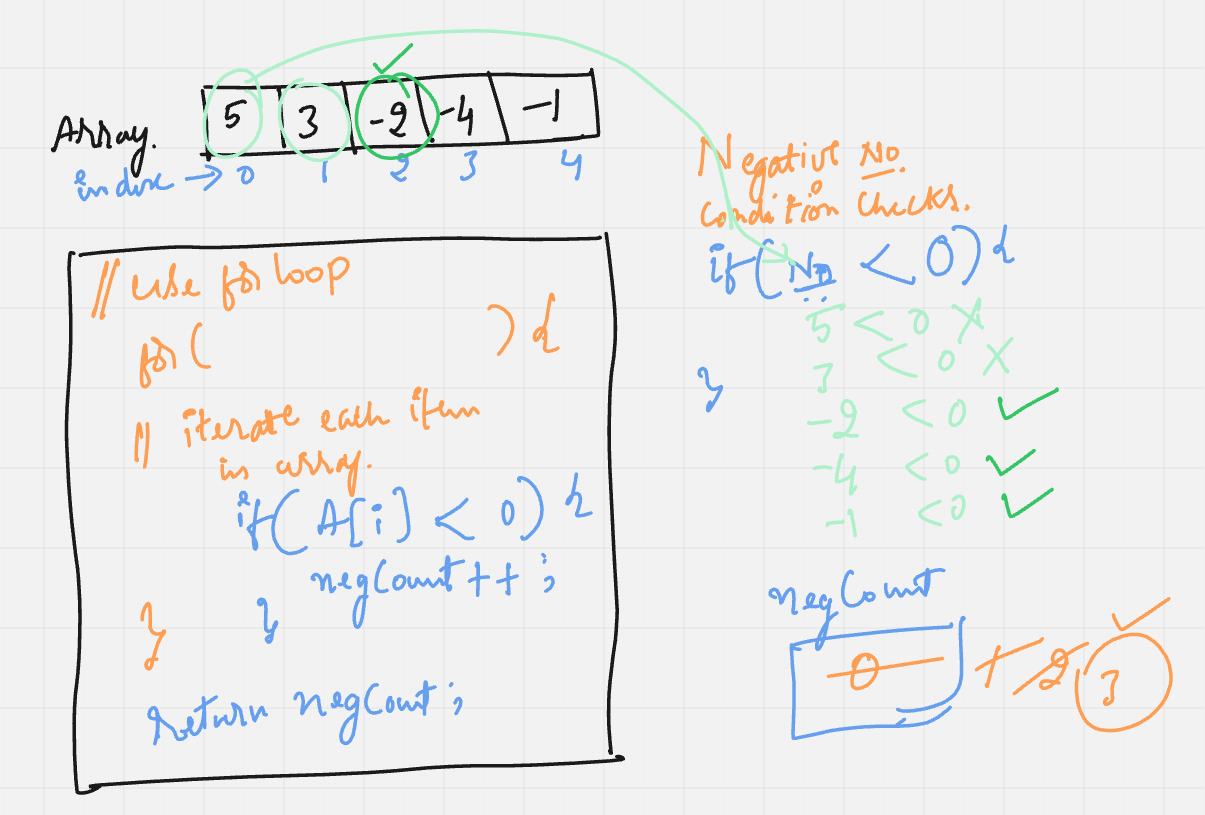 Array. 5 3 -2 -4 -1
index → 0 1 2 3 4
// use for loop
for ( ) {
// iterate each item
in array.
if ( A[i] < 0 ) {
negCount ++ ;
}
}
return negCount ;
Negative No.
Condition Checks.
if ( No < 0 ) {
5 < 0 X
3 < 0 X
-2 < 0 ✓
-4 < 0 ✓
-1 < 0 ✓
}
negCount
0 1 2 3